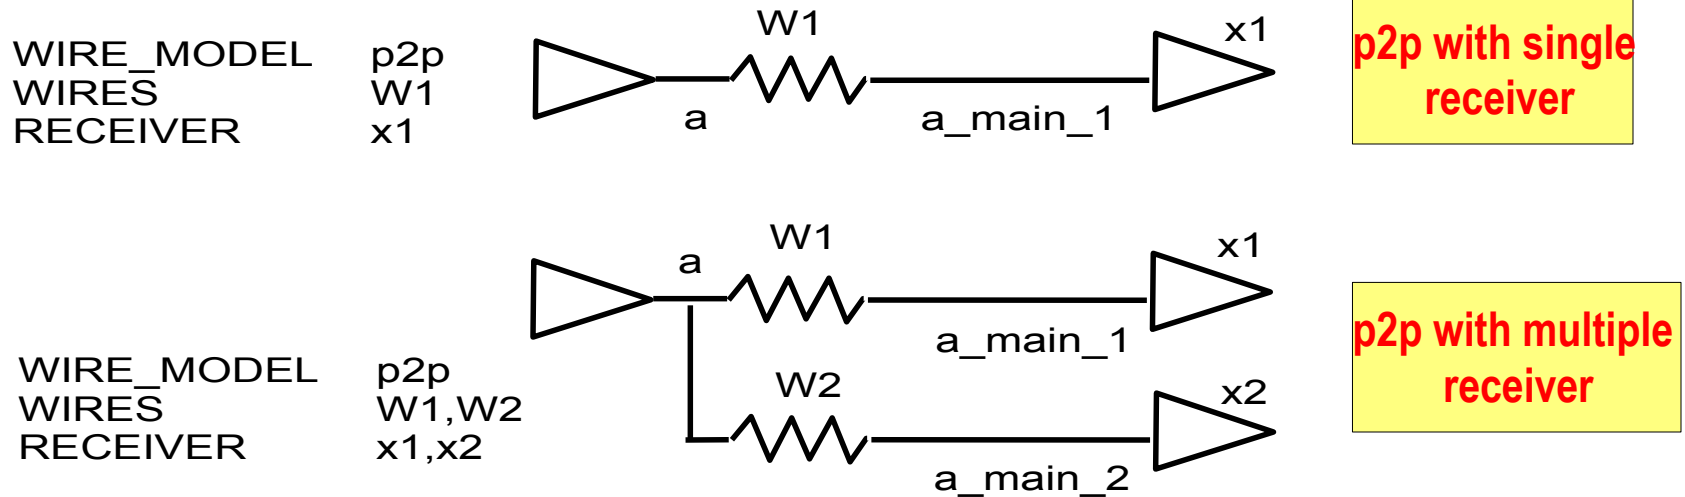 W1
x1
WIRE_MODEL p2p
WIRES W1
RECEIVER x1
a
a_main_1
p2p with single
receiver
W1
x1
a
a_main_1
WIRE_MODEL p2p
WIRES W1,W2
RECEIVER x1,x2
W2
x2
a_main_2
p2p with multiple
receiver